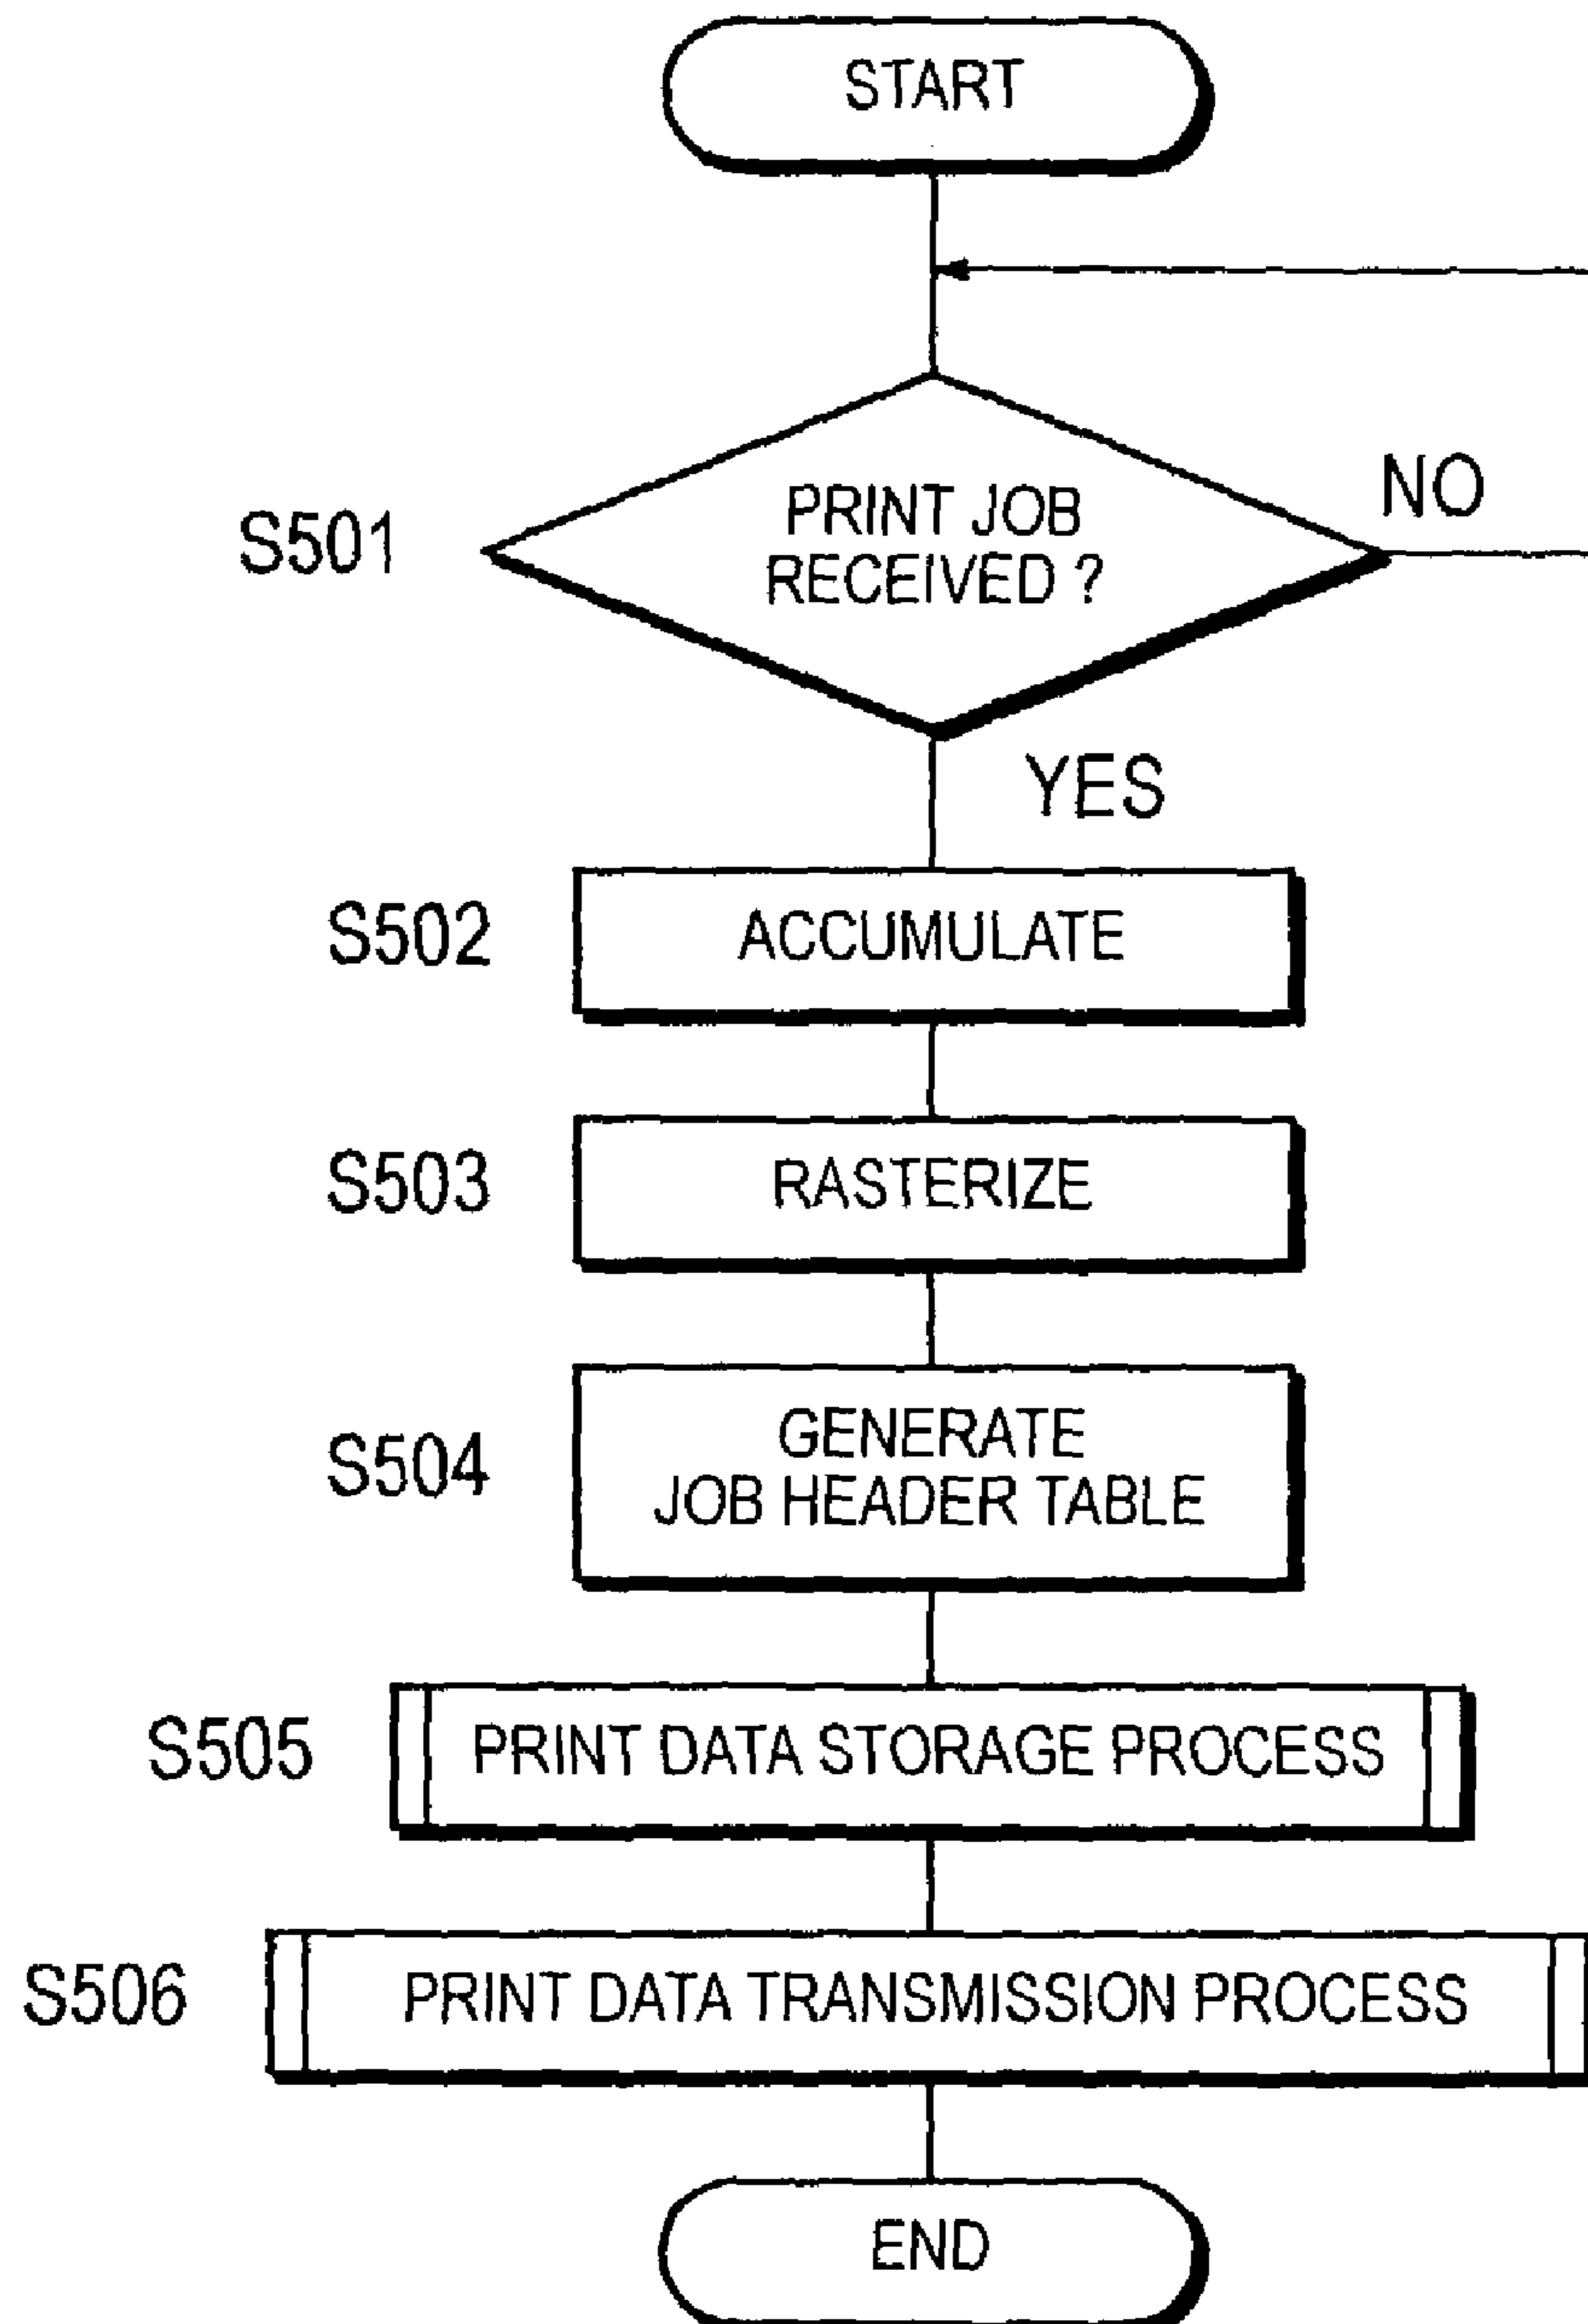 START
S501
PRINT JOB
RECEIVED ?
NO
YES
S502
ACCUMULATE
S503
RASTERIZE
S504
GENERATE
JOB HEADER TABLE
S505
PRINT DATA STORAGE PROCESS
S506
PRINT DATA TRANSMISSION PROCESS
END